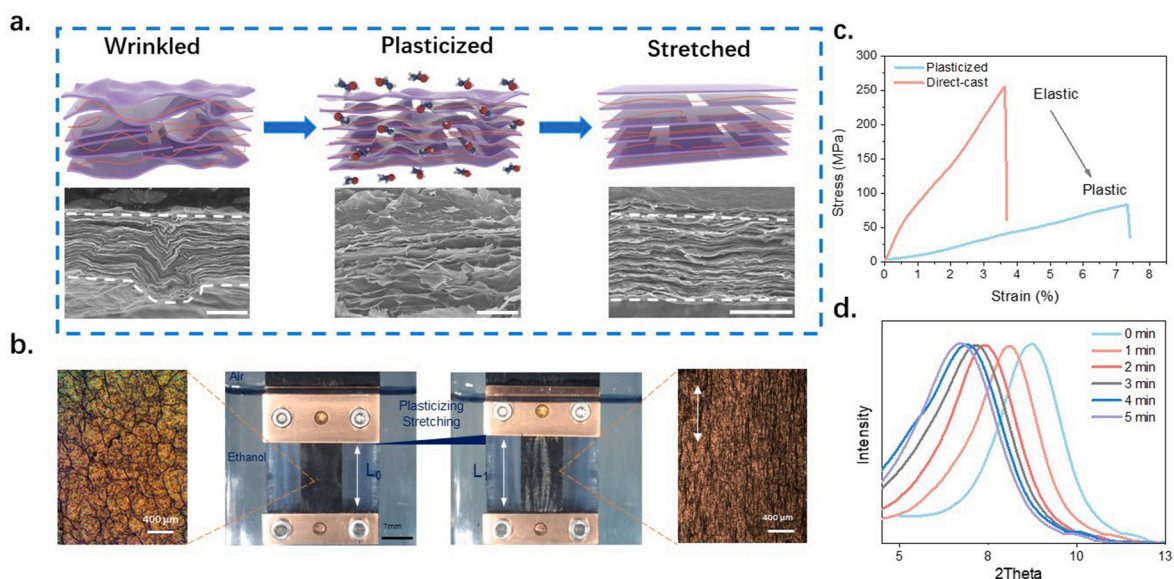 a.
Wrinkled
Plasticized
Stretched
b.
Air
Plasticizing
Stretching
Ethanol
L0
L1
400 μm
7mm
400 μm
c.
Stress (MPa)
300
250
200
150
100
50
0
Plasticized
Direct-cast
Elastic
Plastic
0 1 2 3 4 5 6 7 8
Strain (%)
d.
Intensity
0 min
1 min
2 min
3 min
4 min
5 min
5 8 10 13
2Theta